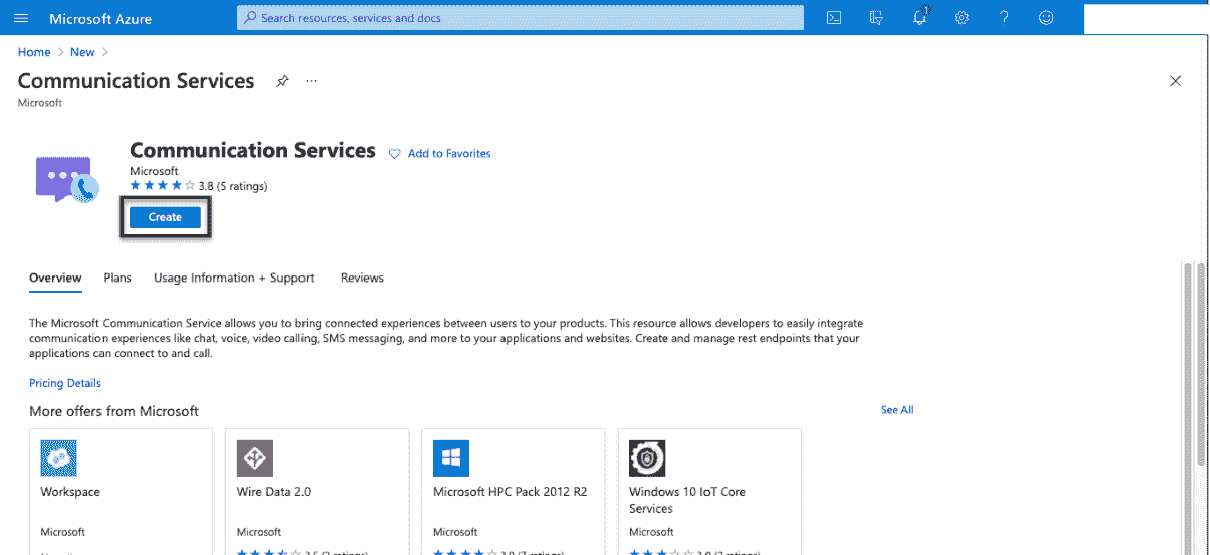 Microsoft Azure
Search resources, services and docs
1
Home > New >
Communication Services ...
Microsoft
Communication Services
Add to Favorites
Microsoft
3.8 (5 ratings)
Create
Overview Plans Usage Information + Support Reviews
The Microsoft Communication Service allows you to bring connected experiences between users to your products. This resource allows developers to easily integrate
communication experiences like chat, voice, video calling, SMS messaging, and more to your applications and websites. Create and manage rest endpoints that your
applications can connect to and call.
Pricing Details
More offers from Microsoft
See All
Workspace
Microsoft
Wire Data 2.0
Microsoft
Microsoft HPC Pack 2012 R2
Microsoft
Windows 10 IoT Core
Services
Microsoft